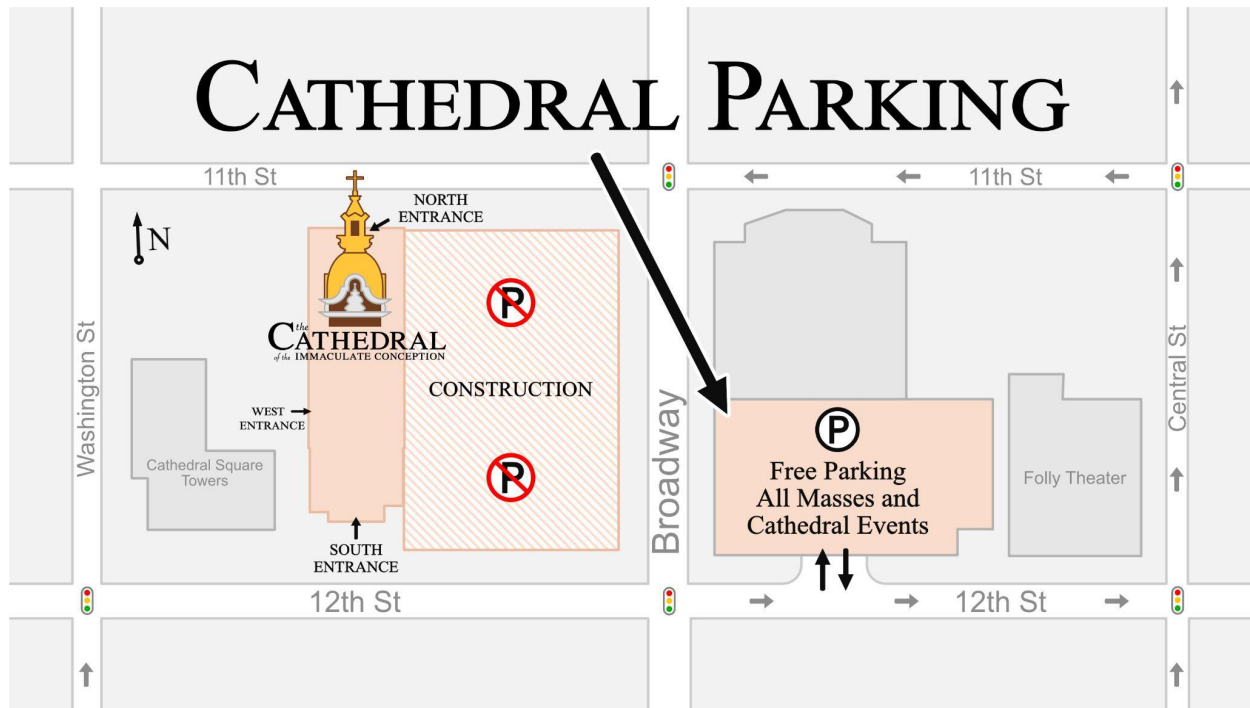 CATHEDRAL PARKING
11th St
11th St
NORTH
ENTRANCE
N
P
the
CATHEDRAL
of the IMMACULATE CONCEPTION
CONSTRUCTION
WEST
ENTRANCE
Washington St
Cathedral Square
Towers
P
SOUTH
ENTRANCE
Broadway
P
Free Parking
All Masses and
Cathedral Events
Folly Theater
Central St
12th St
12th St